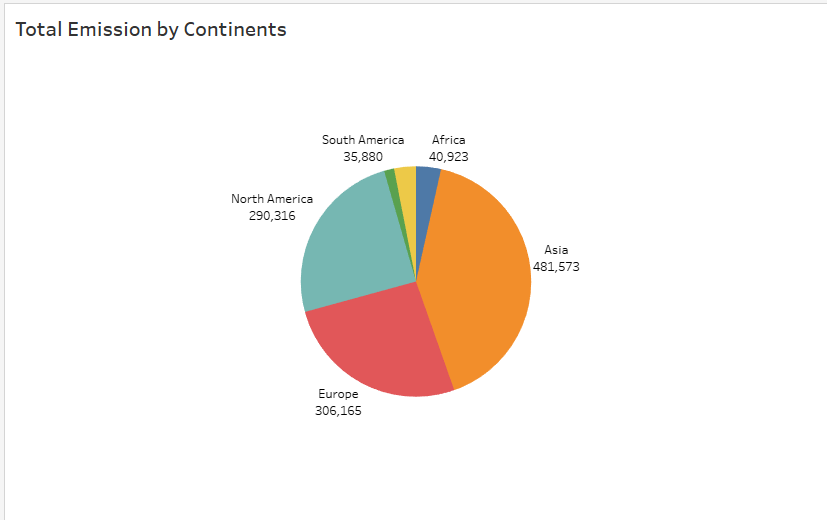 Total Emission by Continents
South America
35,880
Africa
40,923
North America
290,316
Asia
481,573
Europe
306,165